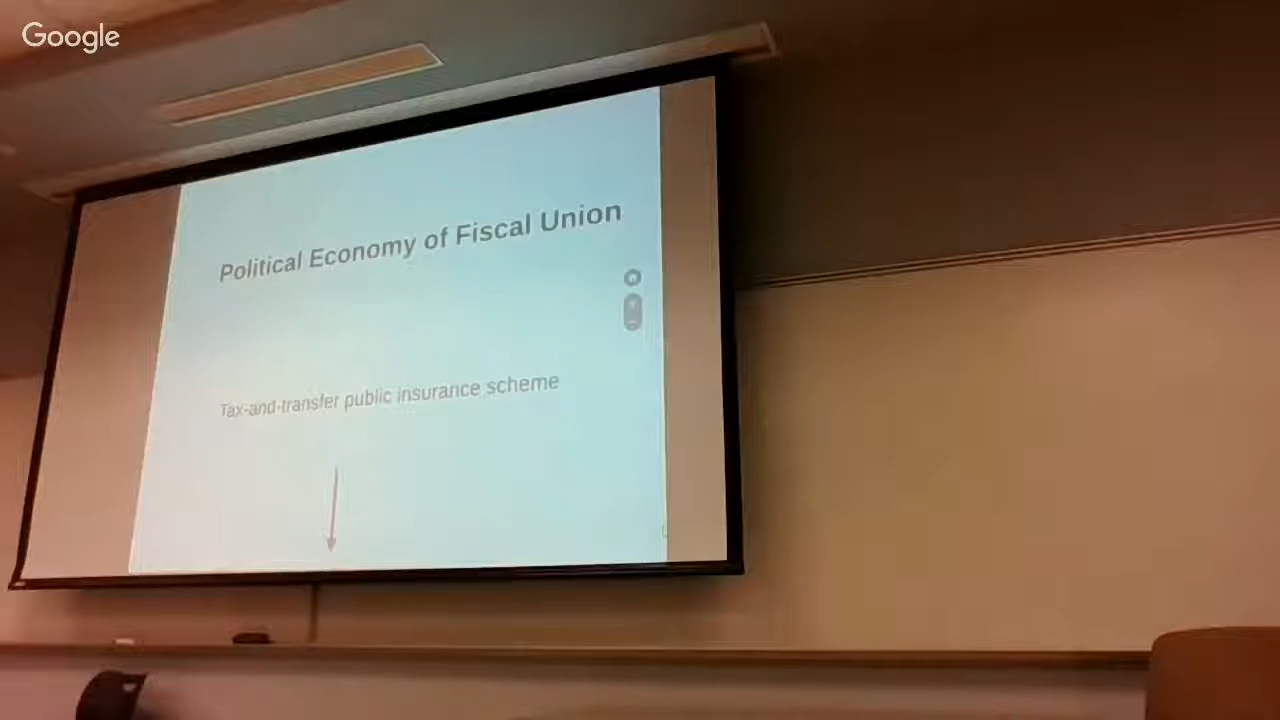 Google
Political Economy of Fiscal Union
Tax-and-transfer public insurance scheme